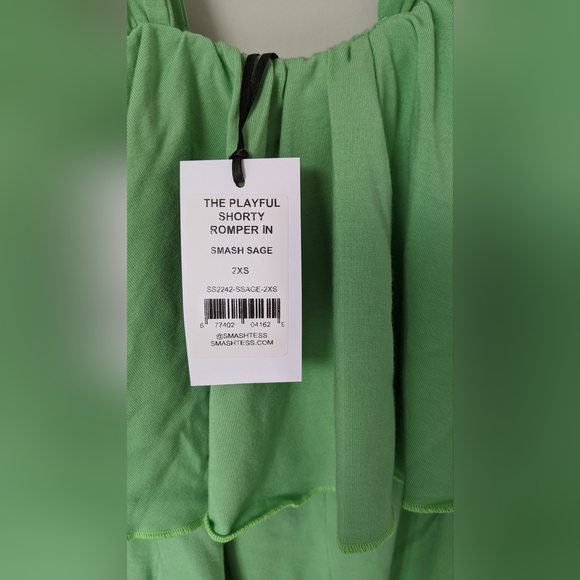 THE PLAYFUL
SHORTY
ROMPER IN
SMASH SAGE
2XS
SS2242-SSAGE-2XS
6 77402 04162 9
@SMASHTESS
SMASHTESS.COM